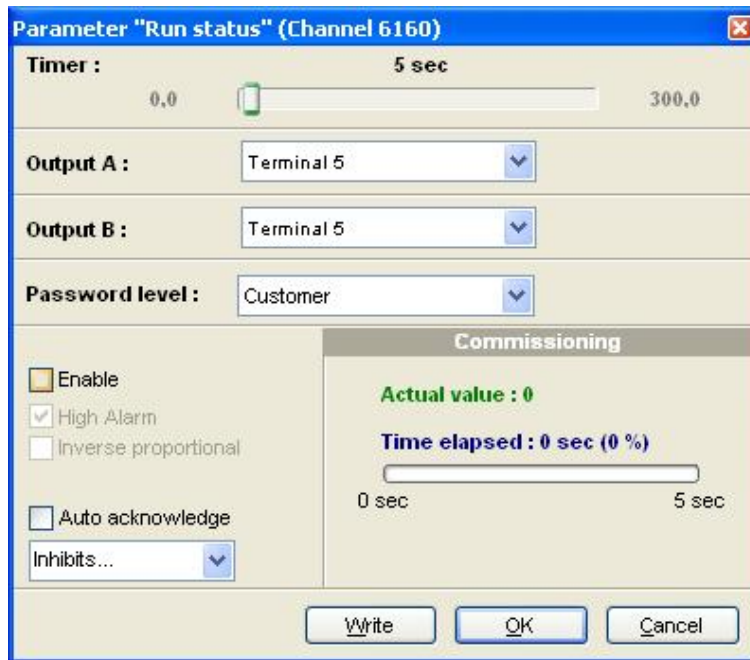 Parameter "Run status" (Channel 6160)
Timer : 5 sec
0,0 300,0
Output A : Terminal 5
Output B : Terminal 5
Password level : Customer
Commissioning
Enable
High Alarm
Inverse proportional
Actual value : 0
Time elapsed : 0 sec (0 %)
0 sec 5 sec
Auto acknowledge
Inhibits...
Write OK Cancel